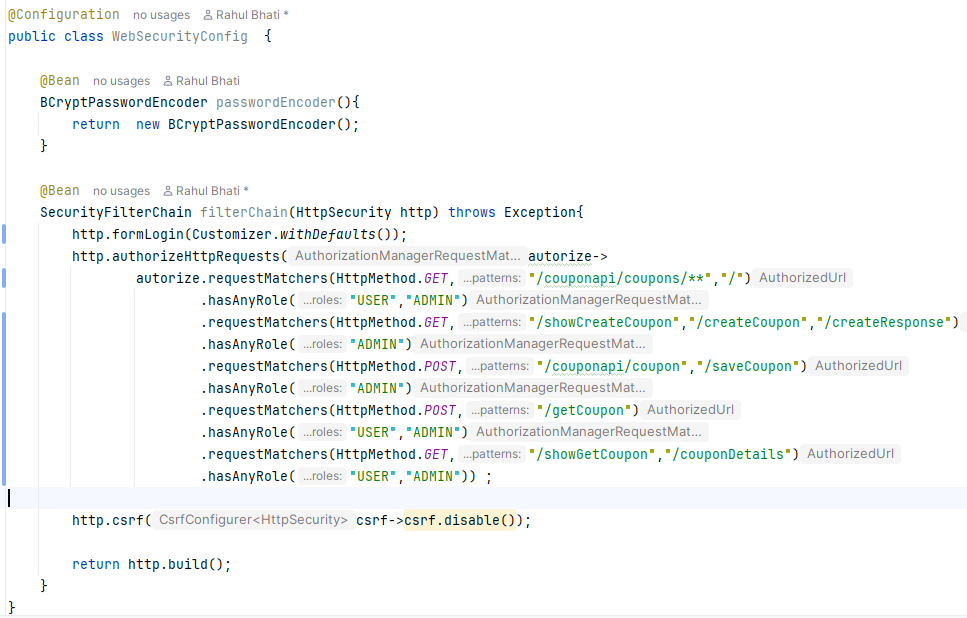 @Configuration no usages Rahul Bhati *
public class WebSecurityConfig {
@Bean no usages Rahul Bhati
BCryptPasswordEncoder passwordEncoder(){
return new BCryptPasswordEncoder();
}
@Bean no usages Rahul Bhati *
SecurityFilterChain filterChain(HttpSecurity http) throws Exception{
http.formLogin(Customizer.withDefaults());
http.authorizeHttpRequests( AuthorizationManagerRequestMat... autorize->
autorize.requestMatchers(HttpMethod.GET, ...patterns: "/couponapi/coupons/**","/") AuthorizedUrl
.hasAnyRole( ...roles: "USER","ADMIN") AuthorizationManagerRequestMat...
.requestMatchers(HttpMethod.GET, ...patterns: "/showCreateCoupon","/createCoupon","/createResponse")
.hasAnyRole( ...roles: "ADMIN") AuthorizationManagerRequestMat...
.requestMatchers(HttpMethod.POST, ...patterns: "/couponapi/coupon","/saveCoupon") AuthorizedUrl
.hasAnyRole( ...roles: "ADMIN") AuthorizationManagerRequestMat...
.requestMatchers(HttpMethod.POST, ...patterns: "/getCoupon") AuthorizedUrl
.hasAnyRole( ...roles: "USER","ADMIN") AuthorizationManagerRequestMat...
.requestMatchers(HttpMethod.GET, ...patterns: "/showGetCoupon","/couponDetails") AuthorizedUrl
.hasAnyRole( ...roles: "USER","ADMIN")) ;
http.csrf( CsrfConfigurer<HttpSecurity> csrf->csrf.disable());
return http.build();
}
}